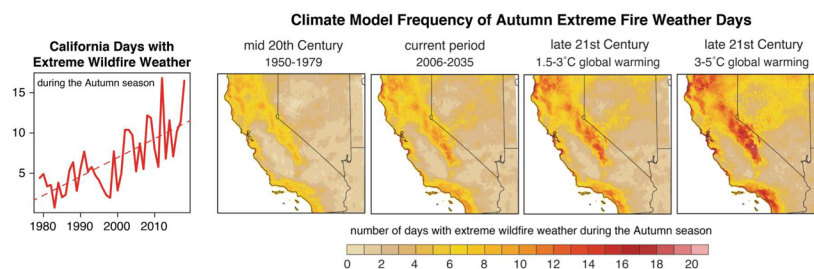 Climate Model Frequency of Autumn Extreme Fire Weather Days
California Days with
Extreme Wildfire Weather
during the Autumn season
15
10
5
1980 1990 2000 2010
mid 20th Century
1950-1979
current period
2006-2035
late 21st Century
1.5-3˚C global warming
late 21st Century
3-5˚C global warming
number of days with extreme wildfire weather during the Autumn season
0 2 4 6 8 10 12 14 16 18 20